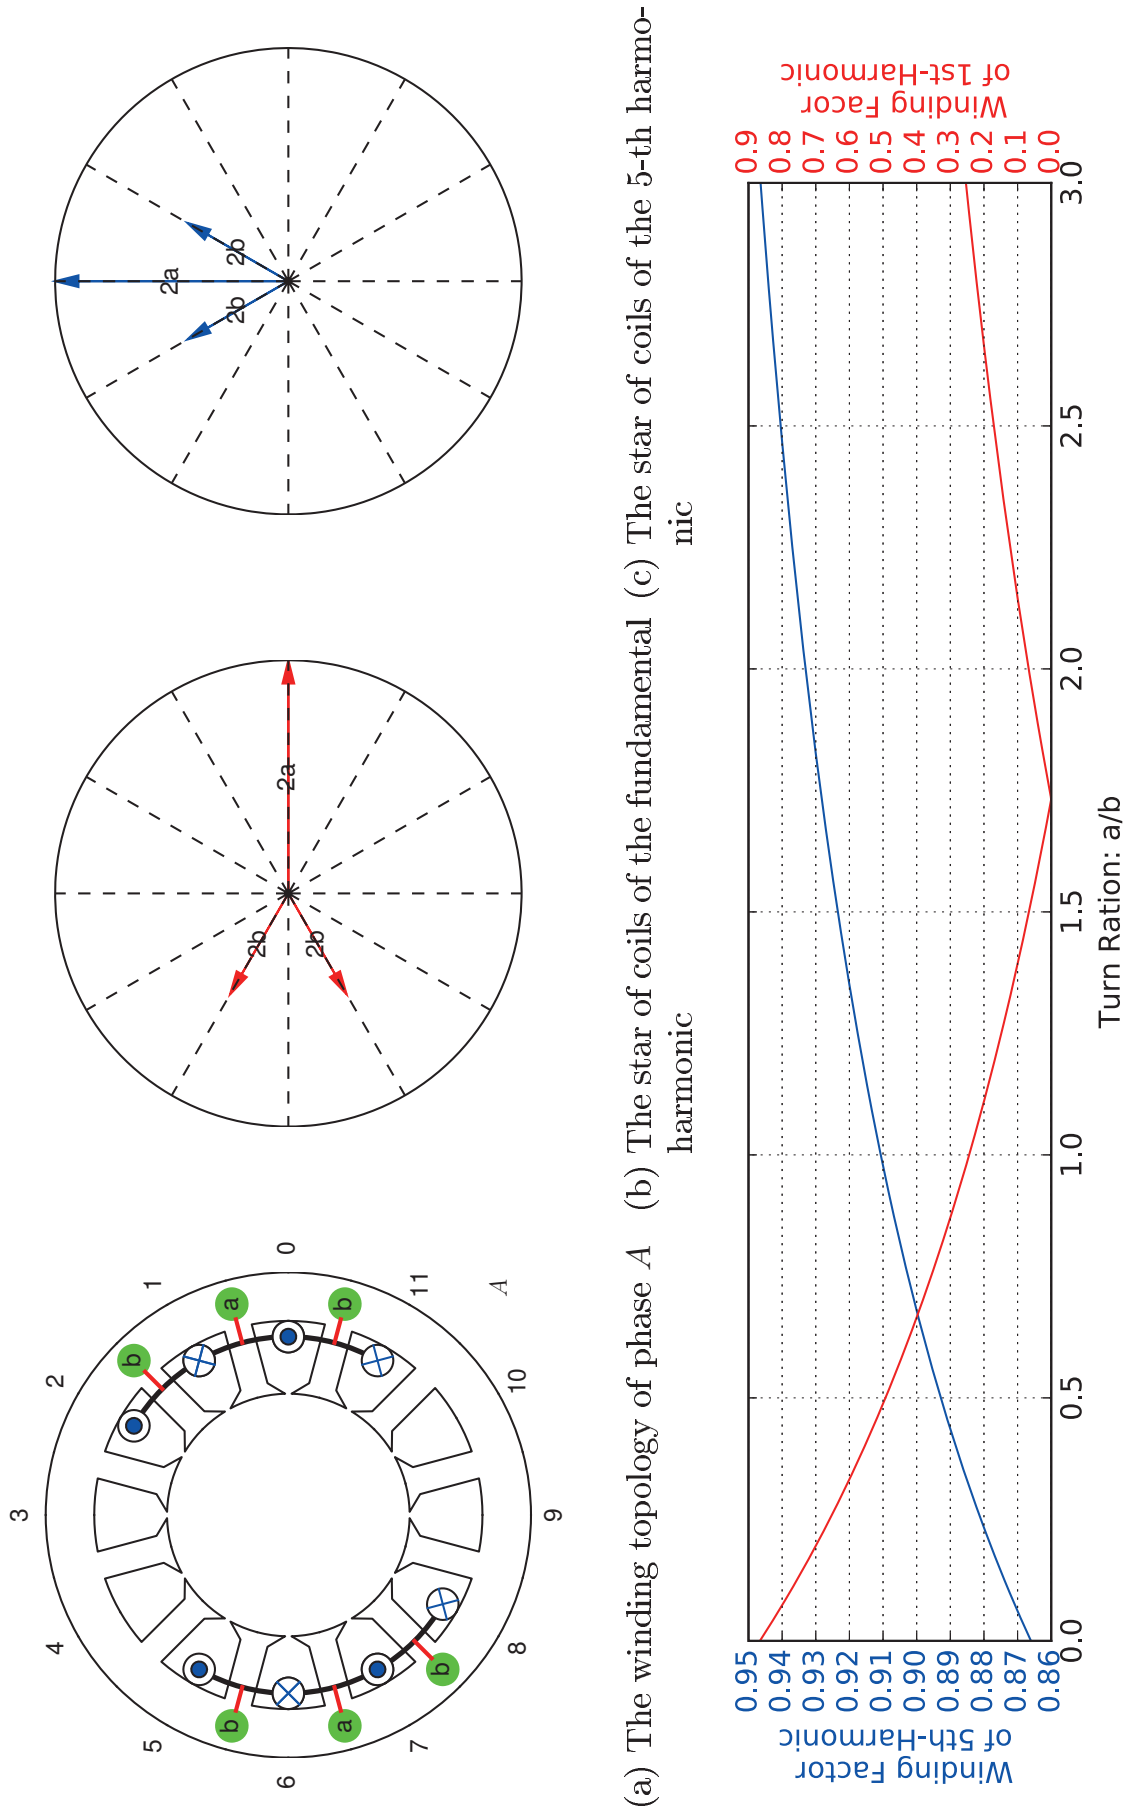 0
1
2
3
4
5
6
7
8
9
10
11
A
b
a
b
b
a
b
2a
2b
2b
2a
2b
2b
(a) The winding topology of phase A
(b) The star of coils of the fundamental
harmonic
(c) The star of coils of the 5-th harmo-
nic
Winding Factor
of 5th-Harmonic
0.95
0.94
0.93
0.92
0.91
0.90
0.89
0.88
0.87
0.86
0.0
0.5
1.0
1.5
2.0
2.5
3.0
Turn Ration: a/b
0.9
0.8
0.7
0.6
0.5
0.4
0.3
0.2
0.1
0.0
Winding Facor
of 1st-Harmonic